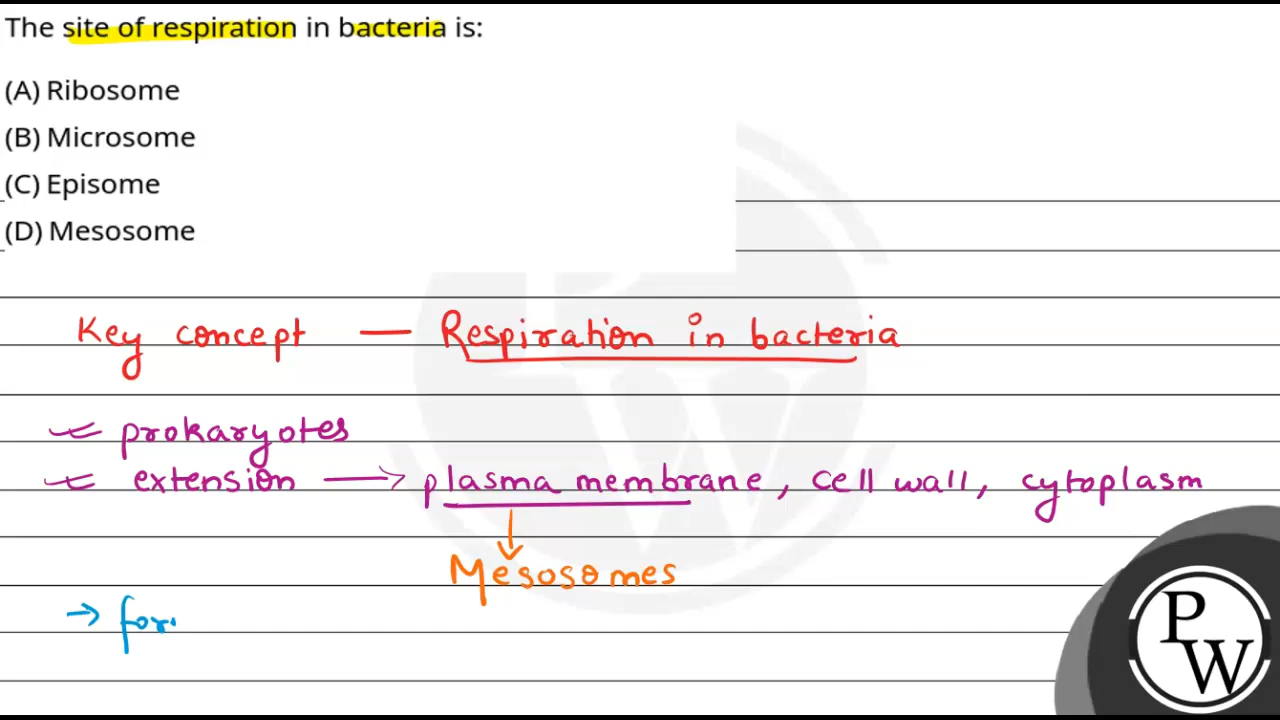 The site of respiration in bacteria is:
(A) Ribosome
(B) Microsome
(C) Episome
(D) Mesosome
Key concept — Respiration in bacteria
prokaryotes
extension → plasma membrane, cell wall, cytoplasm
↓
Mesosomes
→ for
PW